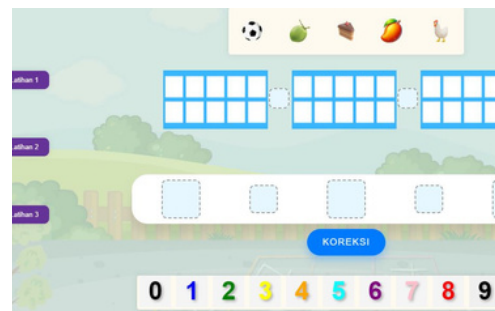 Latihan 1
Latihan 2
Latihan 3
KOREKSI
0 1 2 3 4 5 6 7 8 9